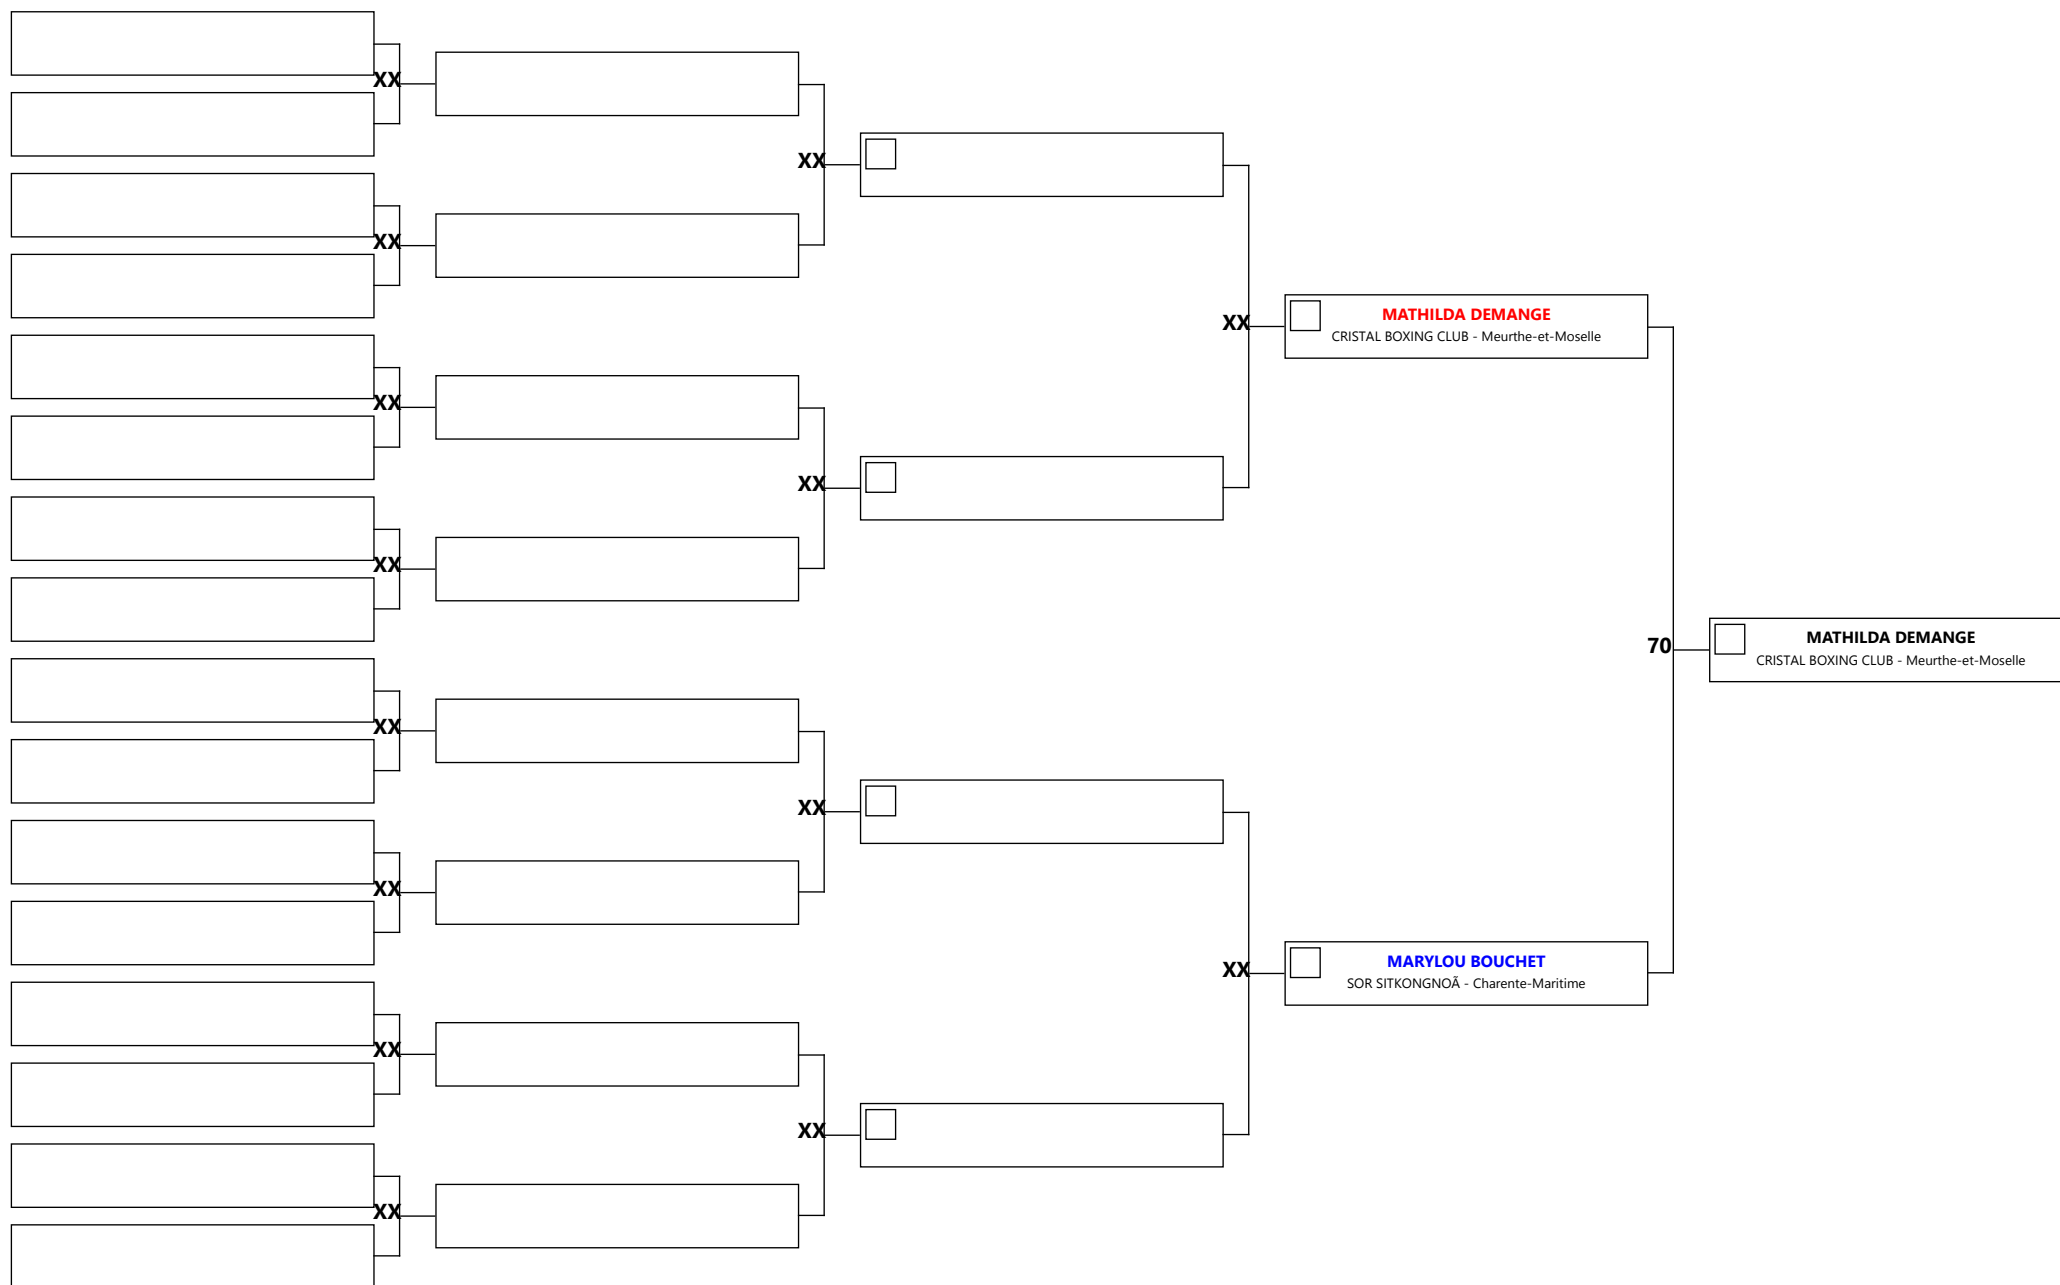 XX
XX
XX
XX
MATHILDA DEMANGE
XX
CRISTAL BOXING CLUB - Meurthe-et-Moselle
XX
XX
XX
MATHILDA DEMANGE
70
CRISTAL BOXING CLUB - Meurthe-et-Moselle
XX
XX
XX
MARYLOU BOUCHET
XX
SOR SITKONGNOÃ - Charente-Maritime
XX
XX
XX